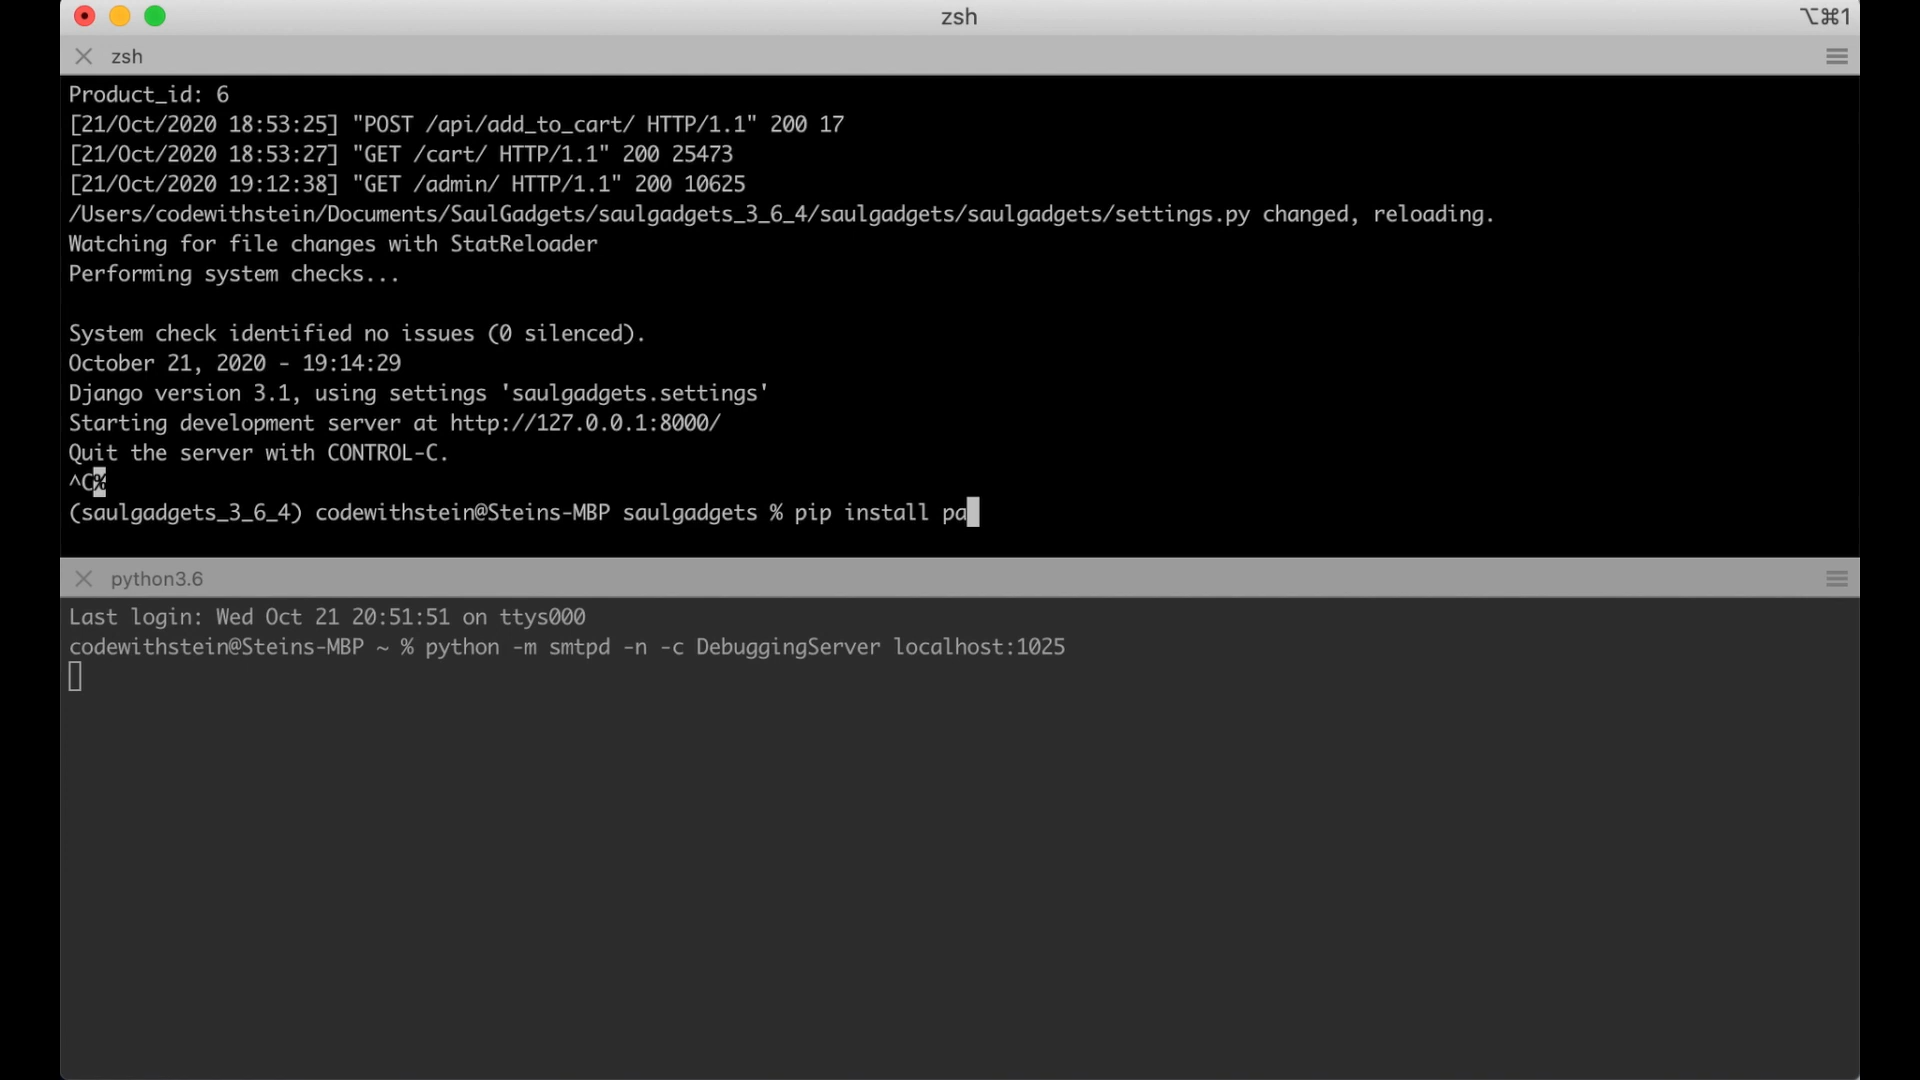 zsh
⌥⌘1
zsh
Product_id: 6
[21/Oct/2020 18:53:25] "POST /api/add_to_cart/ HTTP/1.1" 200 17
[21/Oct/2020 18:53:27] "GET /cart/ HTTP/1.1" 200 25473
[21/Oct/2020 19:12:38] "GET /admin/ HTTP/1.1" 200 10625
/Users/codewithstein/Documents/SaulGadgets/saulgadgets_3_6_4/saulgadgets/saulgadgets/settings.py changed, reloading.
Watching for file changes with StatReloader
Performing system checks...
System check identified no issues (0 silenced).
October 21, 2020 - 19:14:29
Django version 3.1, using settings 'saulgadgets.settings'
Starting development server at http://127.0.0.1:8000/
Quit the server with CONTROL-C.
^C%
(saulgadgets_3_6_4) codewithstein@Steins-MBP saulgadgets % pip install pa
python3.6
Last login: Wed Oct 21 20:51:51 on ttys000
codewithstein@Steins-MBP ~ % python -m smtpd -n -c DebuggingServer localhost:1025